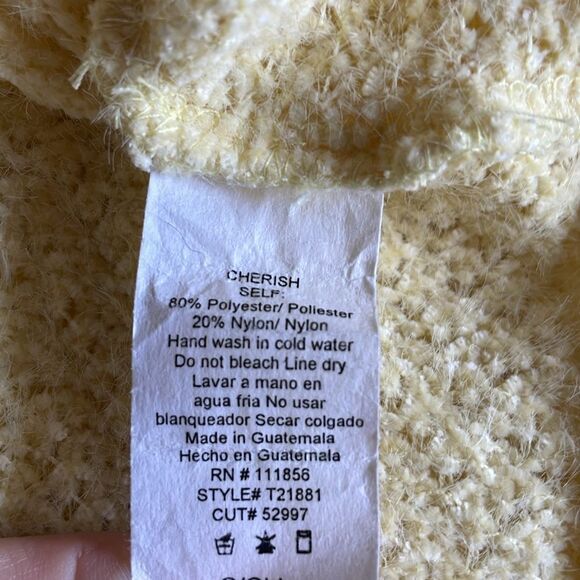 CHERISH
SELF:
80% Polyester/ Poliester
20% Nylon/ Nylon
Hand wash in cold water
Do not bleach Line dry
Lavar a mano en
agua fria No usar
blanqueador Secar colgado
Made in Guatemala
Hecho en Guatemala
RN # 111856
STYLE# T21881
CUT# 52997